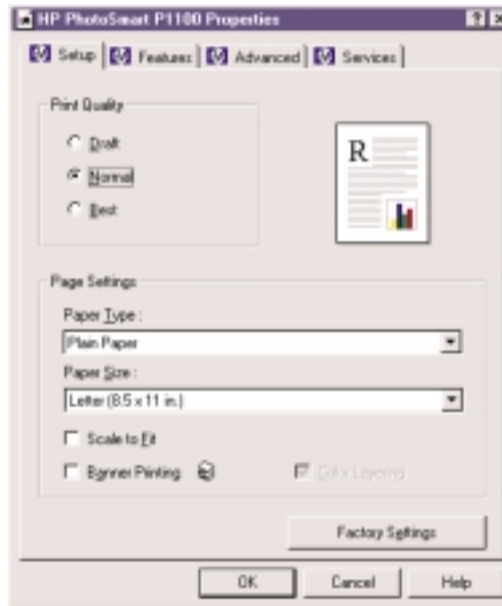 HP PhotoSmart P1100 Properties
Setup Features Advanced Services
Print Quality
Draft
Normal
Best
R
Page Settings
Paper Type :
Plain Paper
Paper Size :
Letter (8.5 x 11 in.)
Scale to Fit
Banner Printing Color Layering
Factory Settings
OK Cancel Help